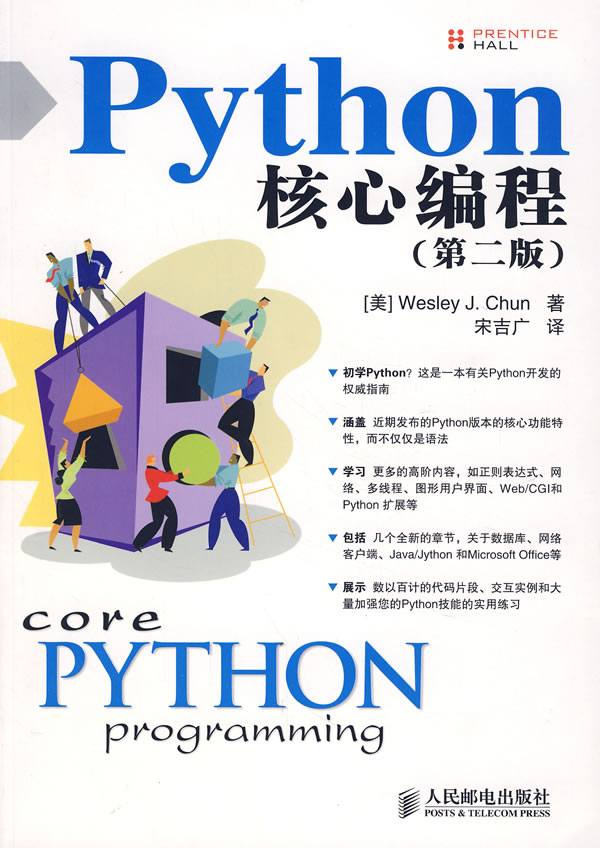 PRENTICE
HALL
Python
核心编程
（第二版）
[美] Wesley J. Chun 著
宋吉广 译
▼ 初学Python？这是一本有关Python开发的
权威指南
▼ 涵盖 近期发布的Python版本的核心功能特
性，而不仅仅是语法
▼ 学习 更多的高阶内容，如正则表达式、网
络、多线程、图形用户界面、Web/CGI和
Python 扩展等
▼ 包括 几个全新的章节，关于数据库、网络
客户端、Java/Jython 和Microsoft Office等
▼ 展示 数以百计的代码片段、交互实例和大
量加强您的Python技能的实用练习
core
PYTHON
programming
人民邮电出版社
POSTS & TELECOM PRESS